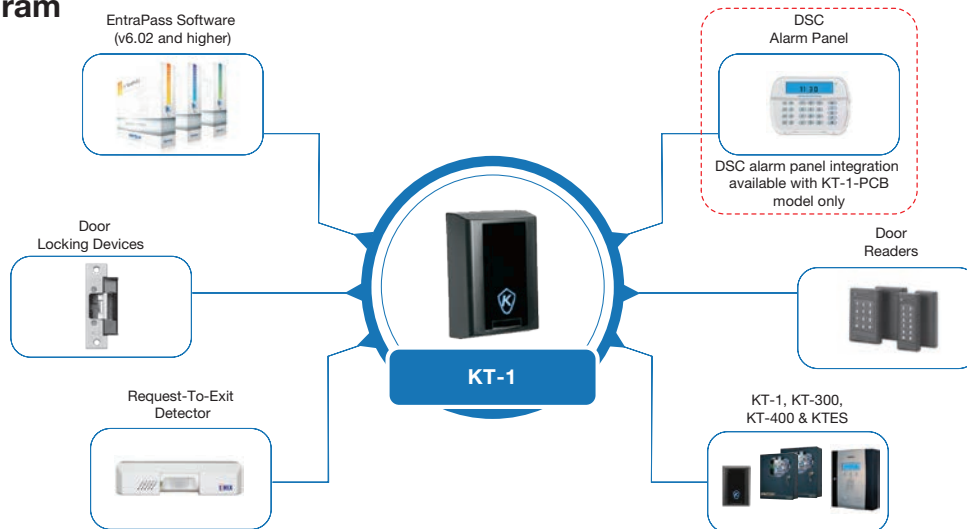 ram
EntraPass Software
(v6.02 and higher)
DSC
Alarm Panel
11:30
DSC alarm panel integration
available with KT-1-PCB
model only
Door
Locking Devices
Door
Readers
K
KT-1
Request-To-Exit
Detector
KT-1, KT-300,
KT-400 & KTES